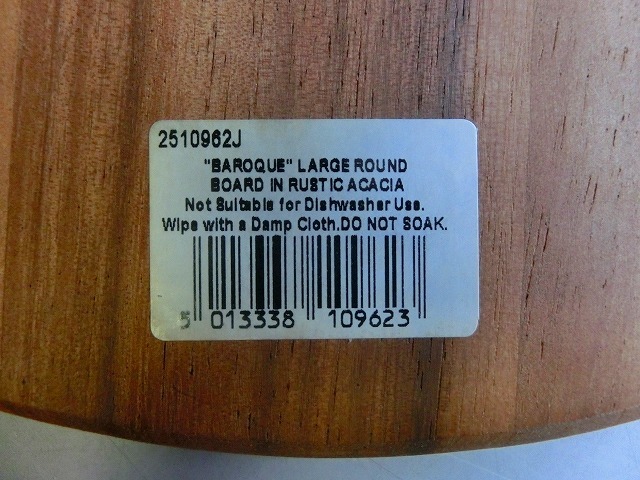 2510962J
"BAROQUE" LARGE ROUND
BOARD IN RUSTIC ACACIA
Not Suitable for Dishwasher Use.
Wipe with a Damp Cloth.DO NOT SOAK.
5 013338 109623